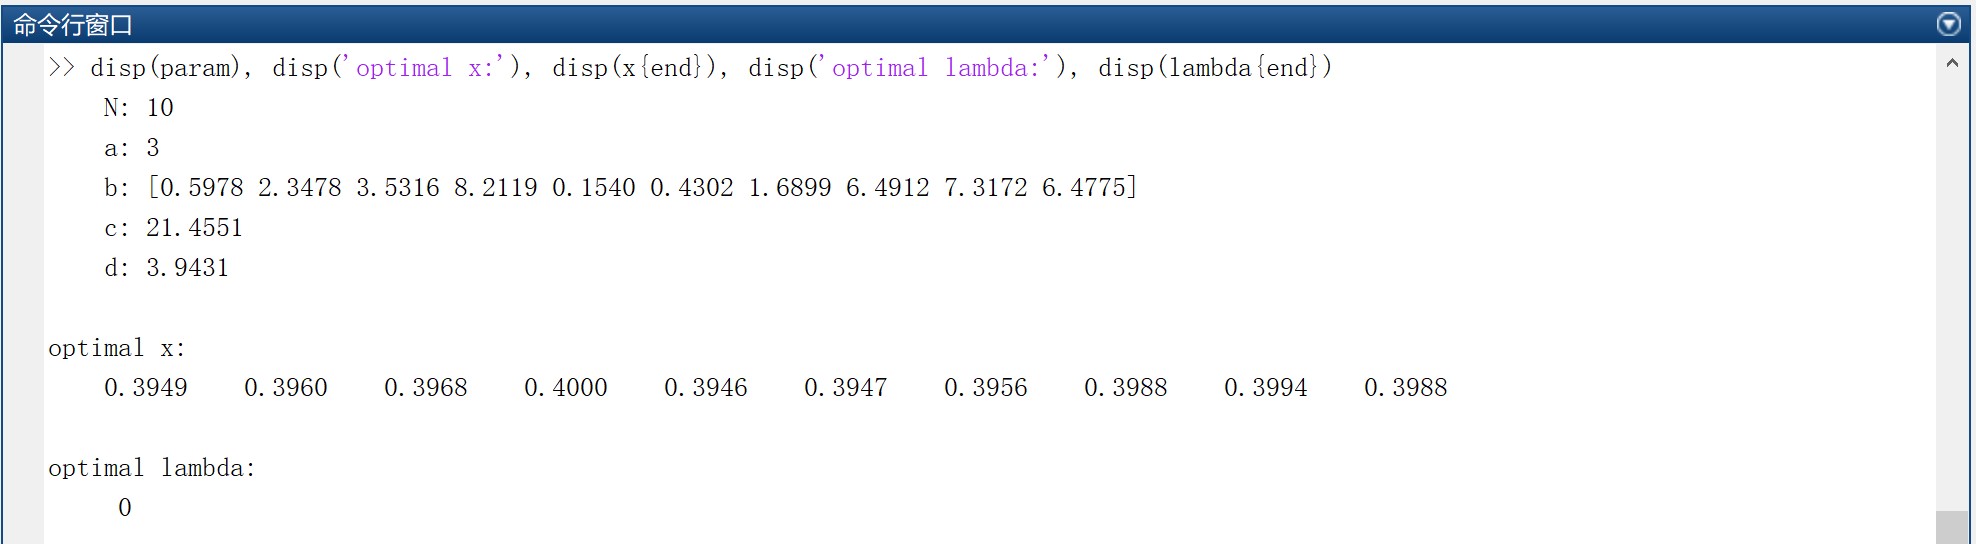 命令行窗口
>> disp(param), disp('optimal x:'), disp(x{end}), disp('optimal lambda:'), disp(lambda{end})
N: 10
a: 3
b: [0.5978 2.3478 3.5316 8.2119 0.1540 0.4302 1.6899 6.4912 7.3172 6.4775]
c: 21.4551
d: 3.9431
optimal x:
0.3949 0.3960 0.3968 0.4000 0.3946 0.3947 0.3956 0.3988 0.3994 0.3988
optimal lambda:
0